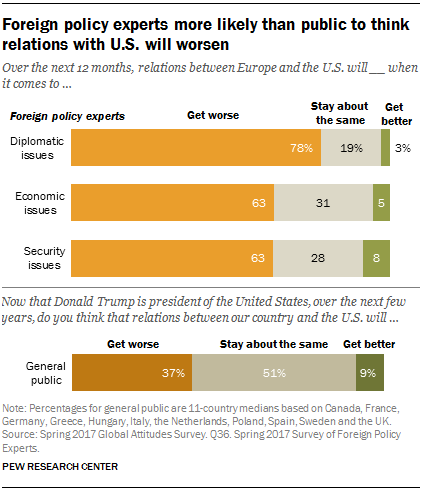 Foreign policy experts more likely than public to think
relations with U.S. will worsen
Over the next 12 months, relations between Europe and the U.S. will __ when
it comes to ...
Foreign policy experts
Get worse
Stay about
the same
Get
better
Diplomatic
issues
78%
19%
3%
Economic
issues
63
31
5
Security
issues
63
28
8
Now that Donald Trump is president of the United States, over the next few
years, do you think that relations between our country and the U.S. will ...
Get worse
Stay about the same
Get better
General
public
37%
51%
9%
Note: Percentages for general public are 11-country medians based on Canada, France,
Germany, Greece, Hungary, Italy, the Netherlands, Poland, Spain, Sweden and the UK.
Source: Spring 2017 Global Attitudes Survey. Q36. Spring 2017 Survey of Foreign Policy
Experts.
PEW RESEARCH CENTER